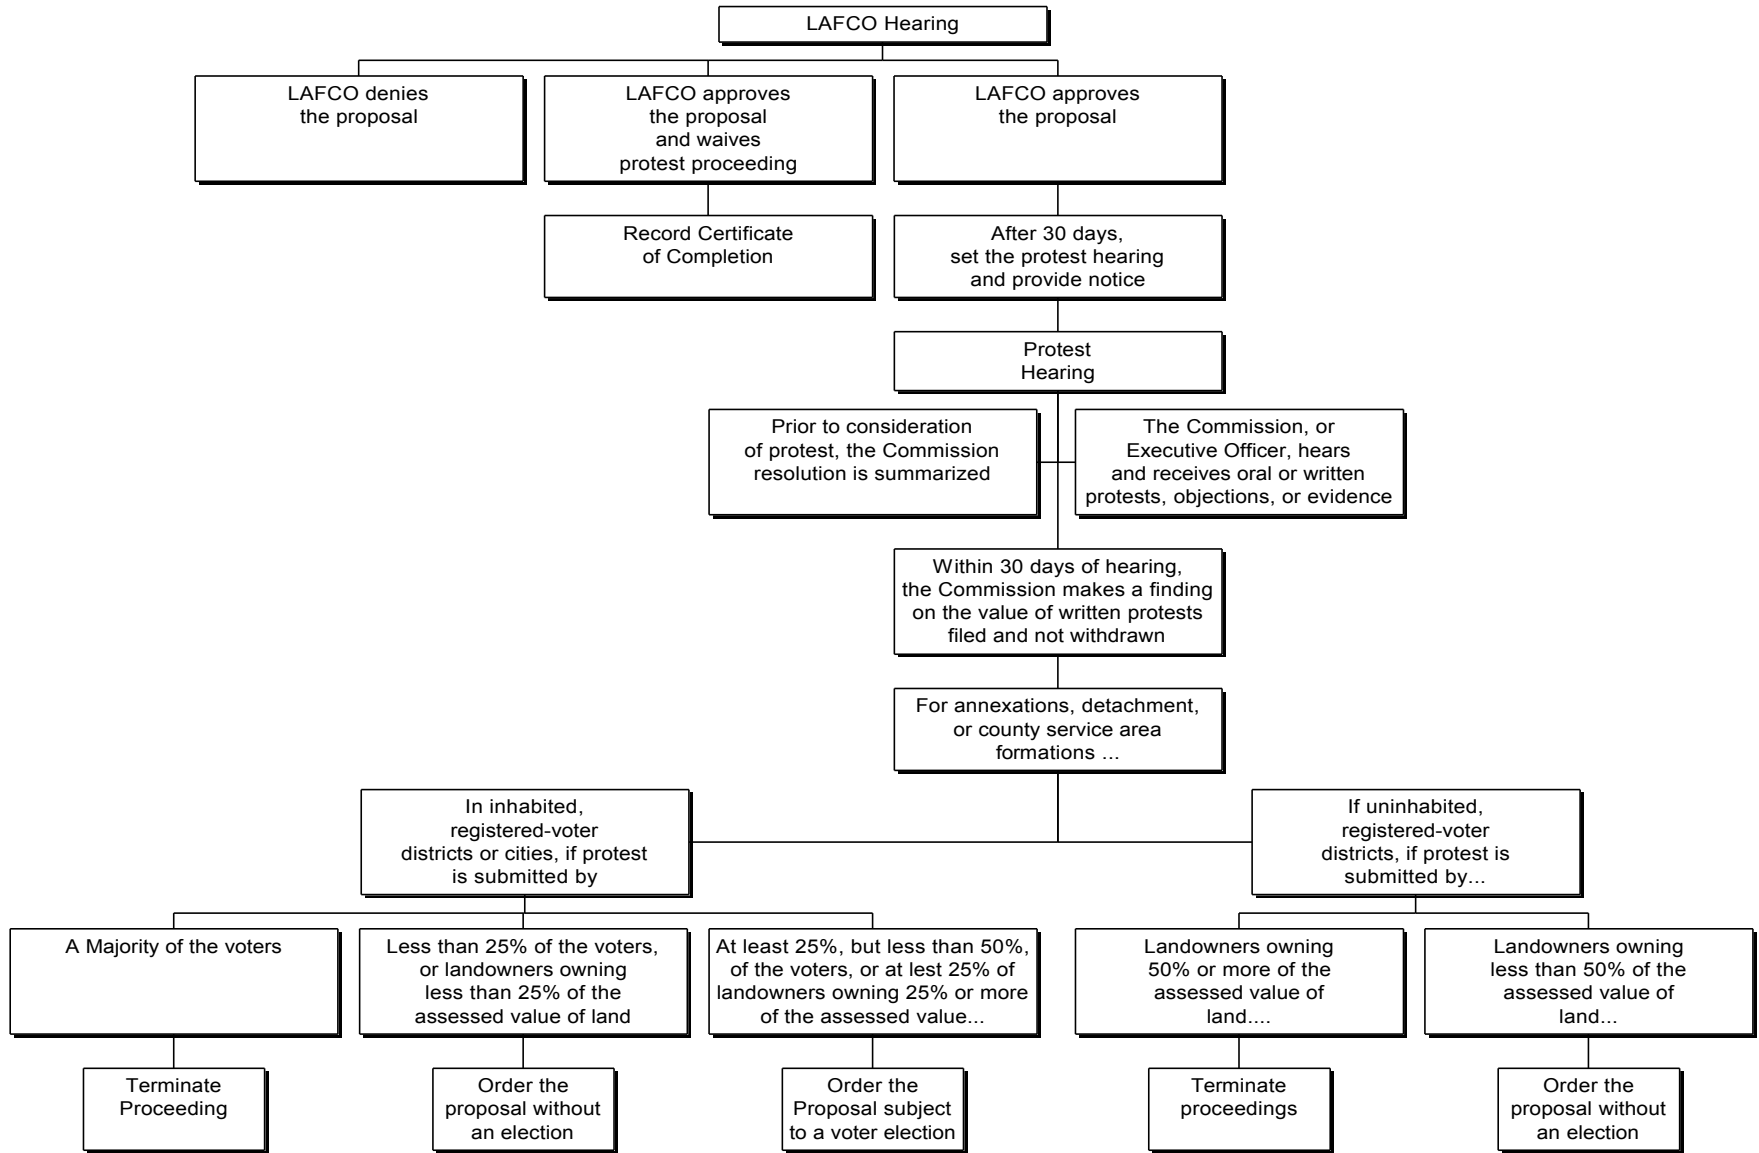 LAFCO Hearing
LAFCO denies
the proposal
LAFCO approves
the proposal
and waives
protest proceeding
LAFCO approves
the proposal
Record Certificate
of Completion
After 30 days,
set the protest hearing
and provide notice
Protest
Hearing
Prior to consideration
of protest, the Commission
resolution is summarized
The Commission, or
Executive Officer, hears
and receives oral or written
protests, objections, or evidence
Within 30 days of hearing,
the Commission makes a finding
on the value of written protests
filed and not withdrawn
For annexations, detachment,
or county service area
formations ...
In inhabited,
registered-voter
districts or cities, if protest
is submitted by
If uninhabited,
registered-voter
districts, if protest is
submitted by...
A Majority of the voters
Less than 25% of the voters,
or landowners owning
less than 25% of the
assessed value of land
At least 25%, but less than 50%,
of the voters, or at lest 25% of
landowners owning 25% or more
of the assessed value...
Landowners owning
50% or more of the
assessed value of
land....
Landowners owning
less than 50% of the
assessed value of
land...
Terminate
Proceeding
Order the
proposal without
an election
Order the
Proposal subject
to a voter election
Terminate
proceedings
Order the
proposal without
an election